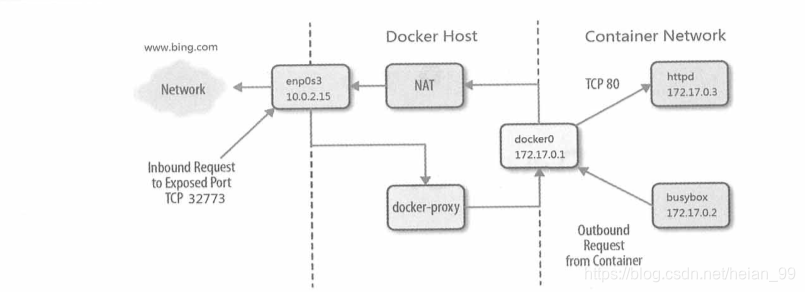 Docker Host
Container Network
www.bing.com
Network
enp0s3
10.0.2.15
NAT
TCP 80
httpd
172.17.0.3
docker0
172.17.0.1
Inbound Request
to Exposed Port
TCP 32773
docker-proxy
busybox
172.17.0.2
Outbound
Request
from Container
https://blog.csdn.net/heian_99